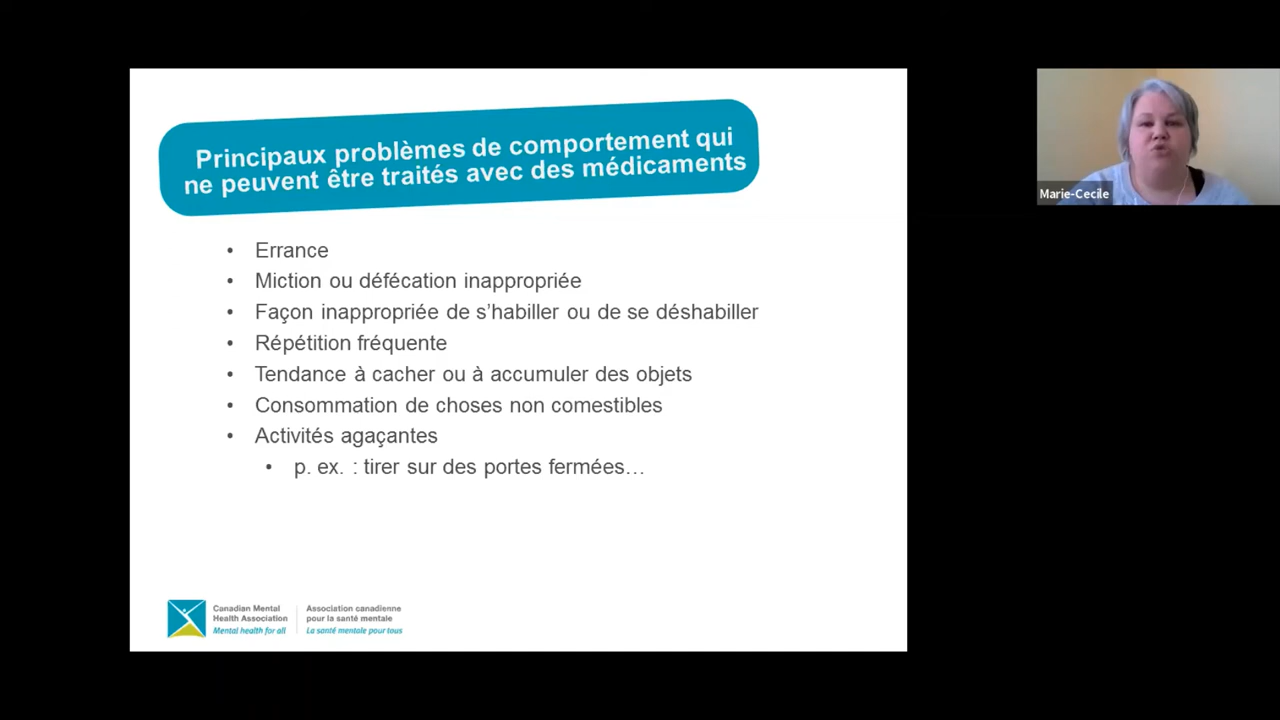 Principaux problèmes de comportement qui
ne peuvent être traités avec des médicaments
• Errance
• Miction ou défécation inappropriée
• Façon inappropriée de s’habiller ou de se déshabiller
• Répétition fréquente
• Tendance à cacher ou à accumuler des objets
• Consommation de choses non comestibles
• Activités agaçantes
• p. ex. : tirer sur des portes fermées…
Canadian Mental
Health Association
Mental health for all
Association canadienne
pour la santé mentale
La santé mentale pour tous
Marie-Cecile